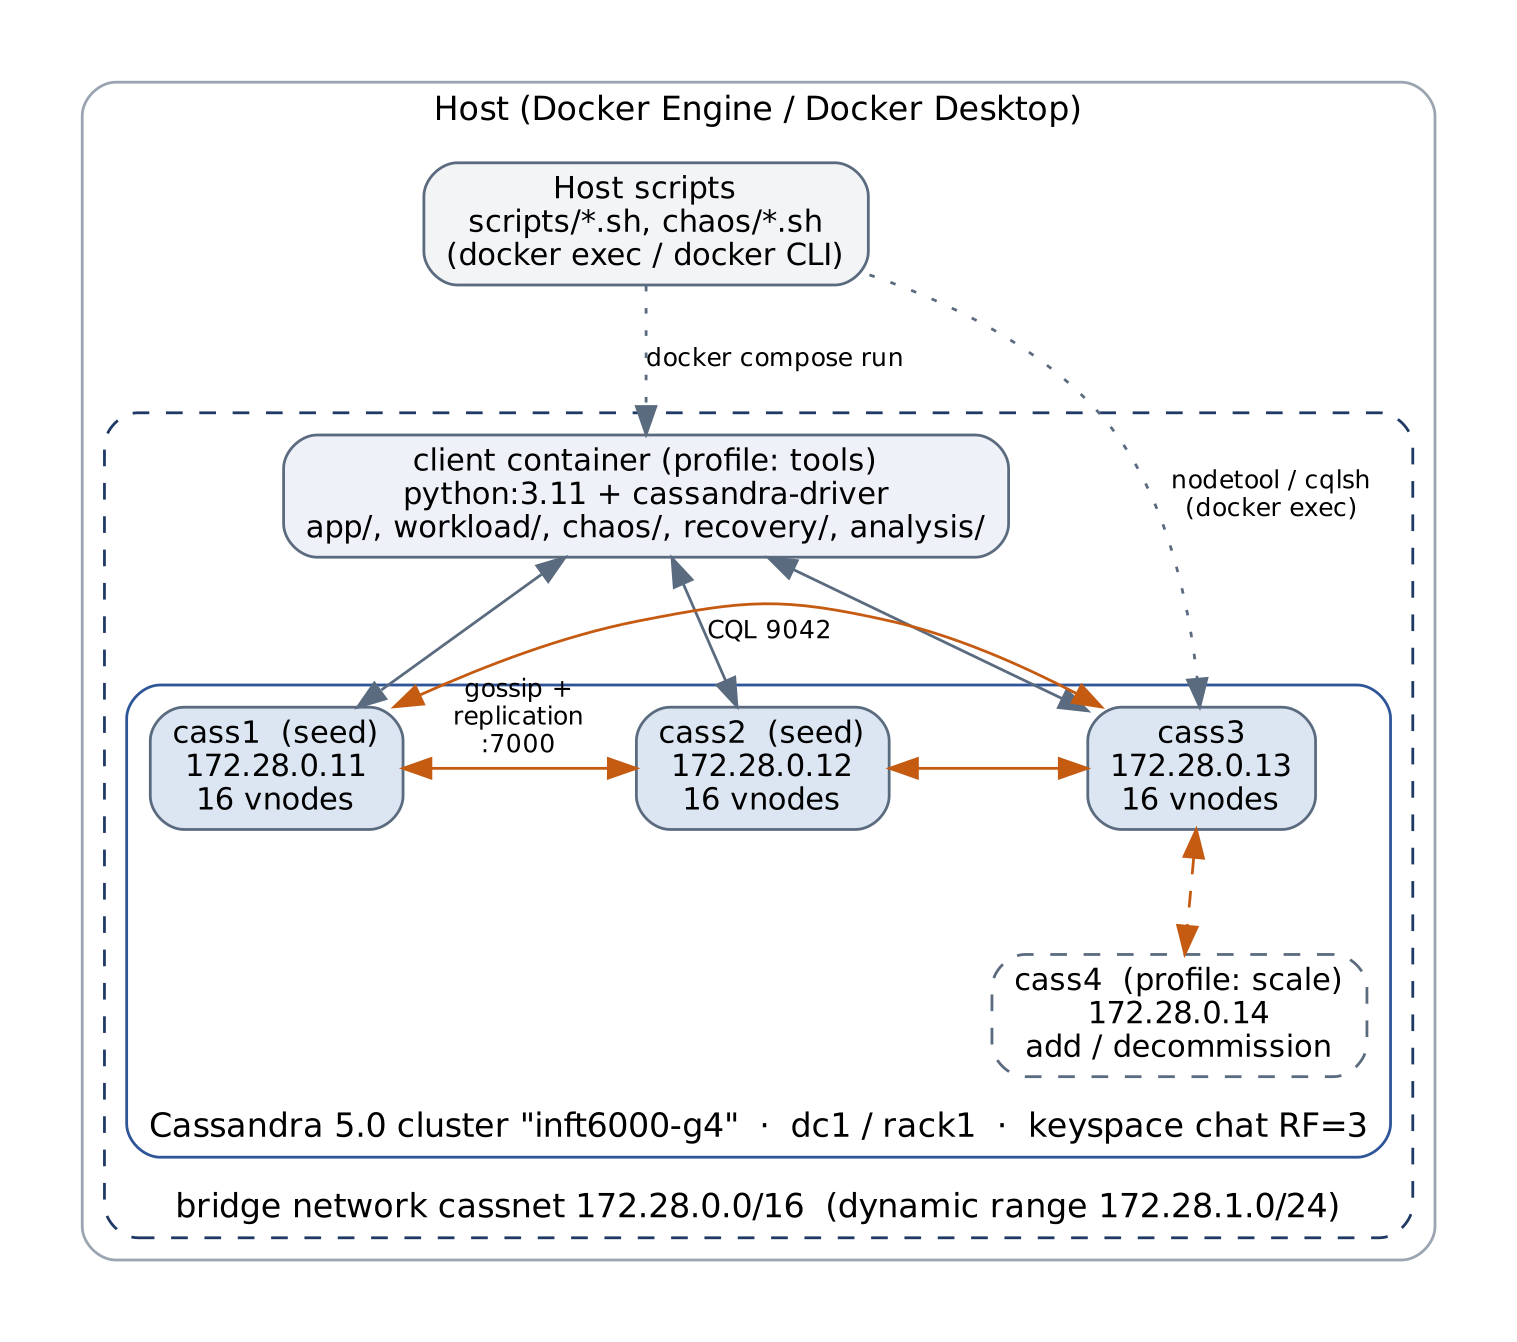 Host (Docker Engine / Docker Desktop)
Host scripts
scripts/*.sh, chaos/*.sh
(docker exec / docker CLI)
docker compose run
client container (profile: tools)
python:3.11 + cassandra-driver
app/, workload/, chaos/, recovery/, analysis/
nodetool / cqlsh
(docker exec)
CQL 9042
gossip +
replication
:7000
cass1  (seed)
172.28.0.11
16 vnodes
cass2  (seed)
172.28.0.12
16 vnodes
cass3
172.28.0.13
16 vnodes
cass4  (profile: scale)
172.28.0.14
add / decommission
Cassandra 5.0 cluster "inft6000-g4"  ·  dc1 / rack1  ·  keyspace chat RF=3
bridge network cassnet 172.28.0.0/16  (dynamic range 172.28.1.0/24)